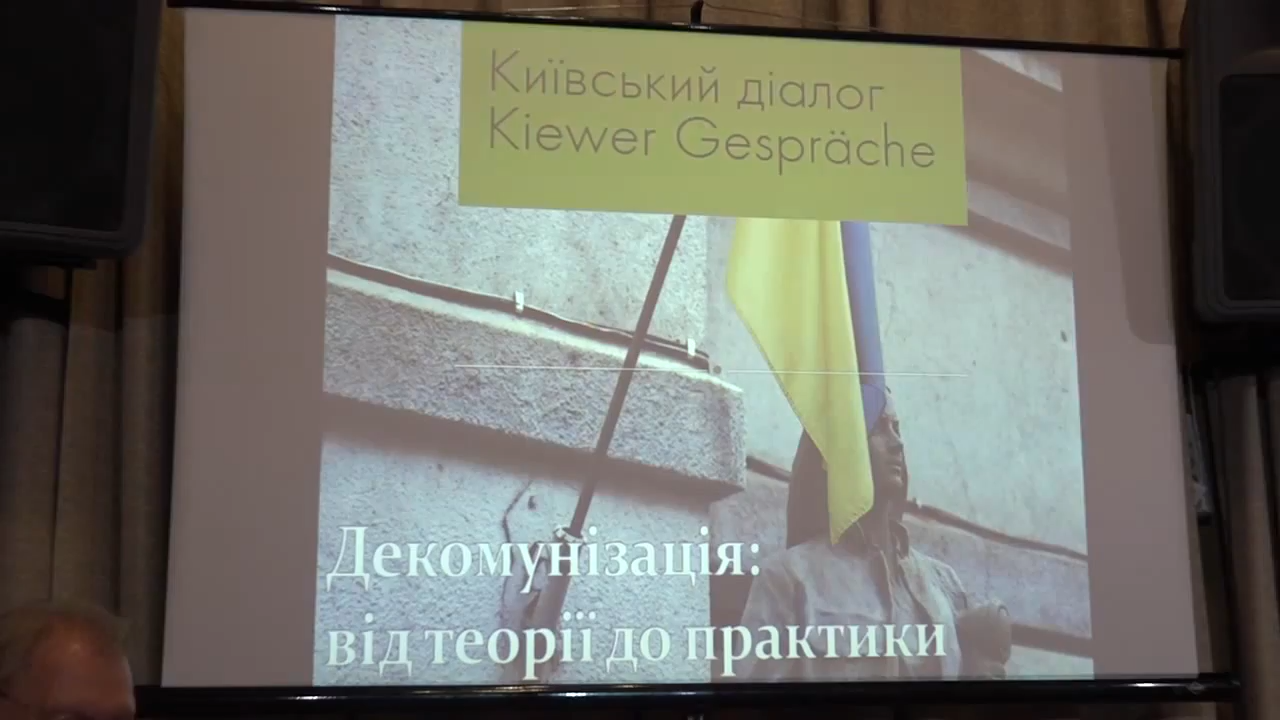 Київський діалог
Kiewer Gespräche
Декомунізація:
від теорії до практики